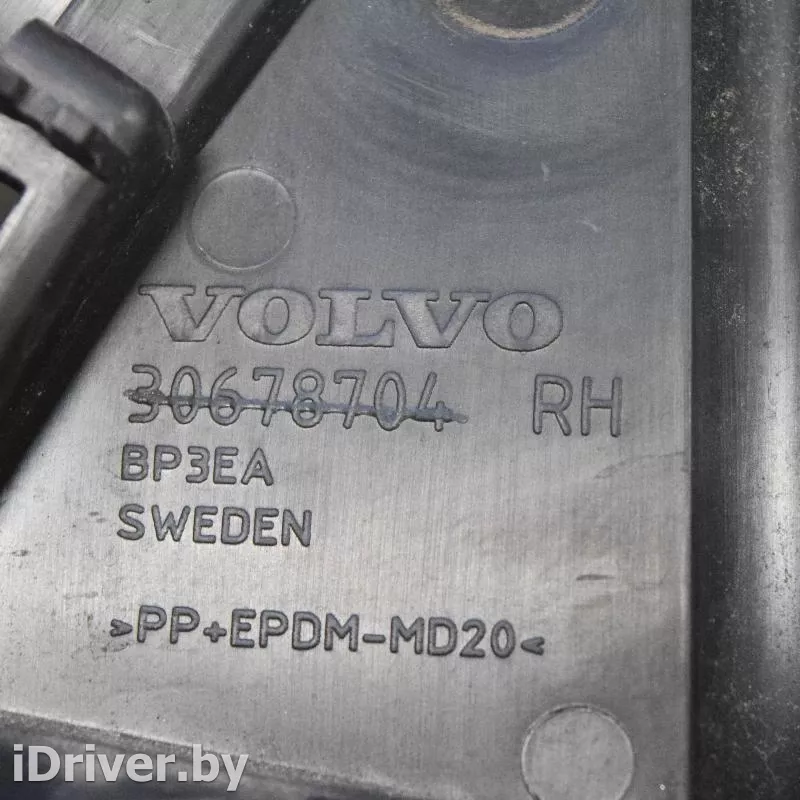 VOLVO
30678704 RH
BP3EA
SWEDEN
>PP+EPDM-MD20<
iDriver.by